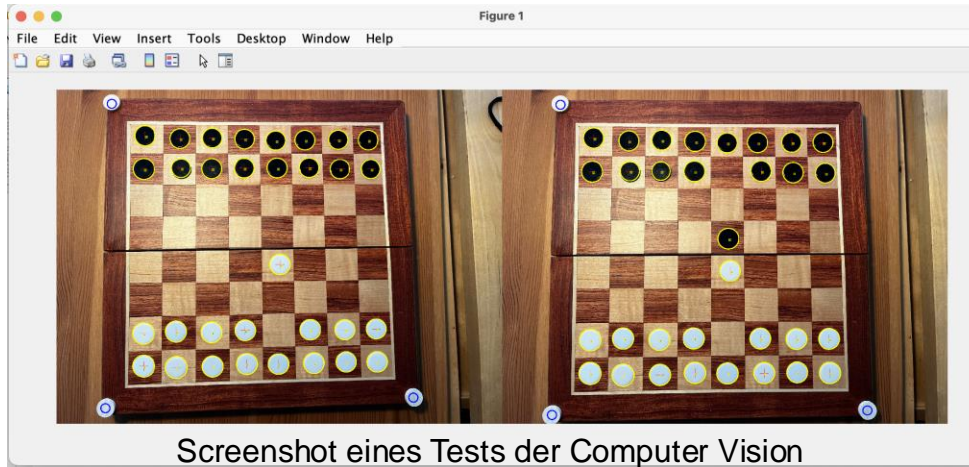 Figure 1
File Edit View Insert Tools Desktop Window Help
Screenshot eines Tests der Computer Vision